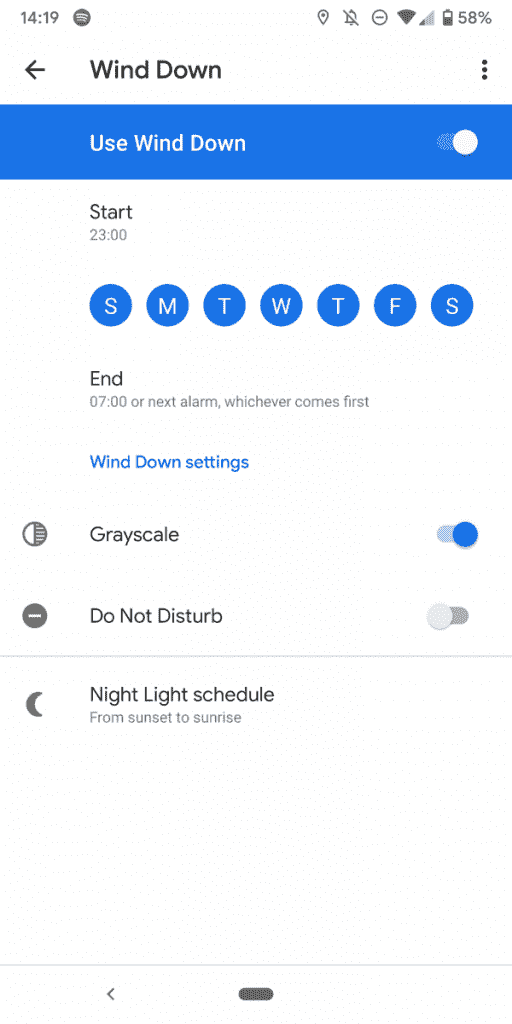 14:19 58%
Wind Down
Use Wind Down
Start
23:00
S M T W T F S
End
07:00 or next alarm, whichever comes first
Wind Down settings
Grayscale
Do Not Disturb
Night Light schedule
From sunset to sunrise